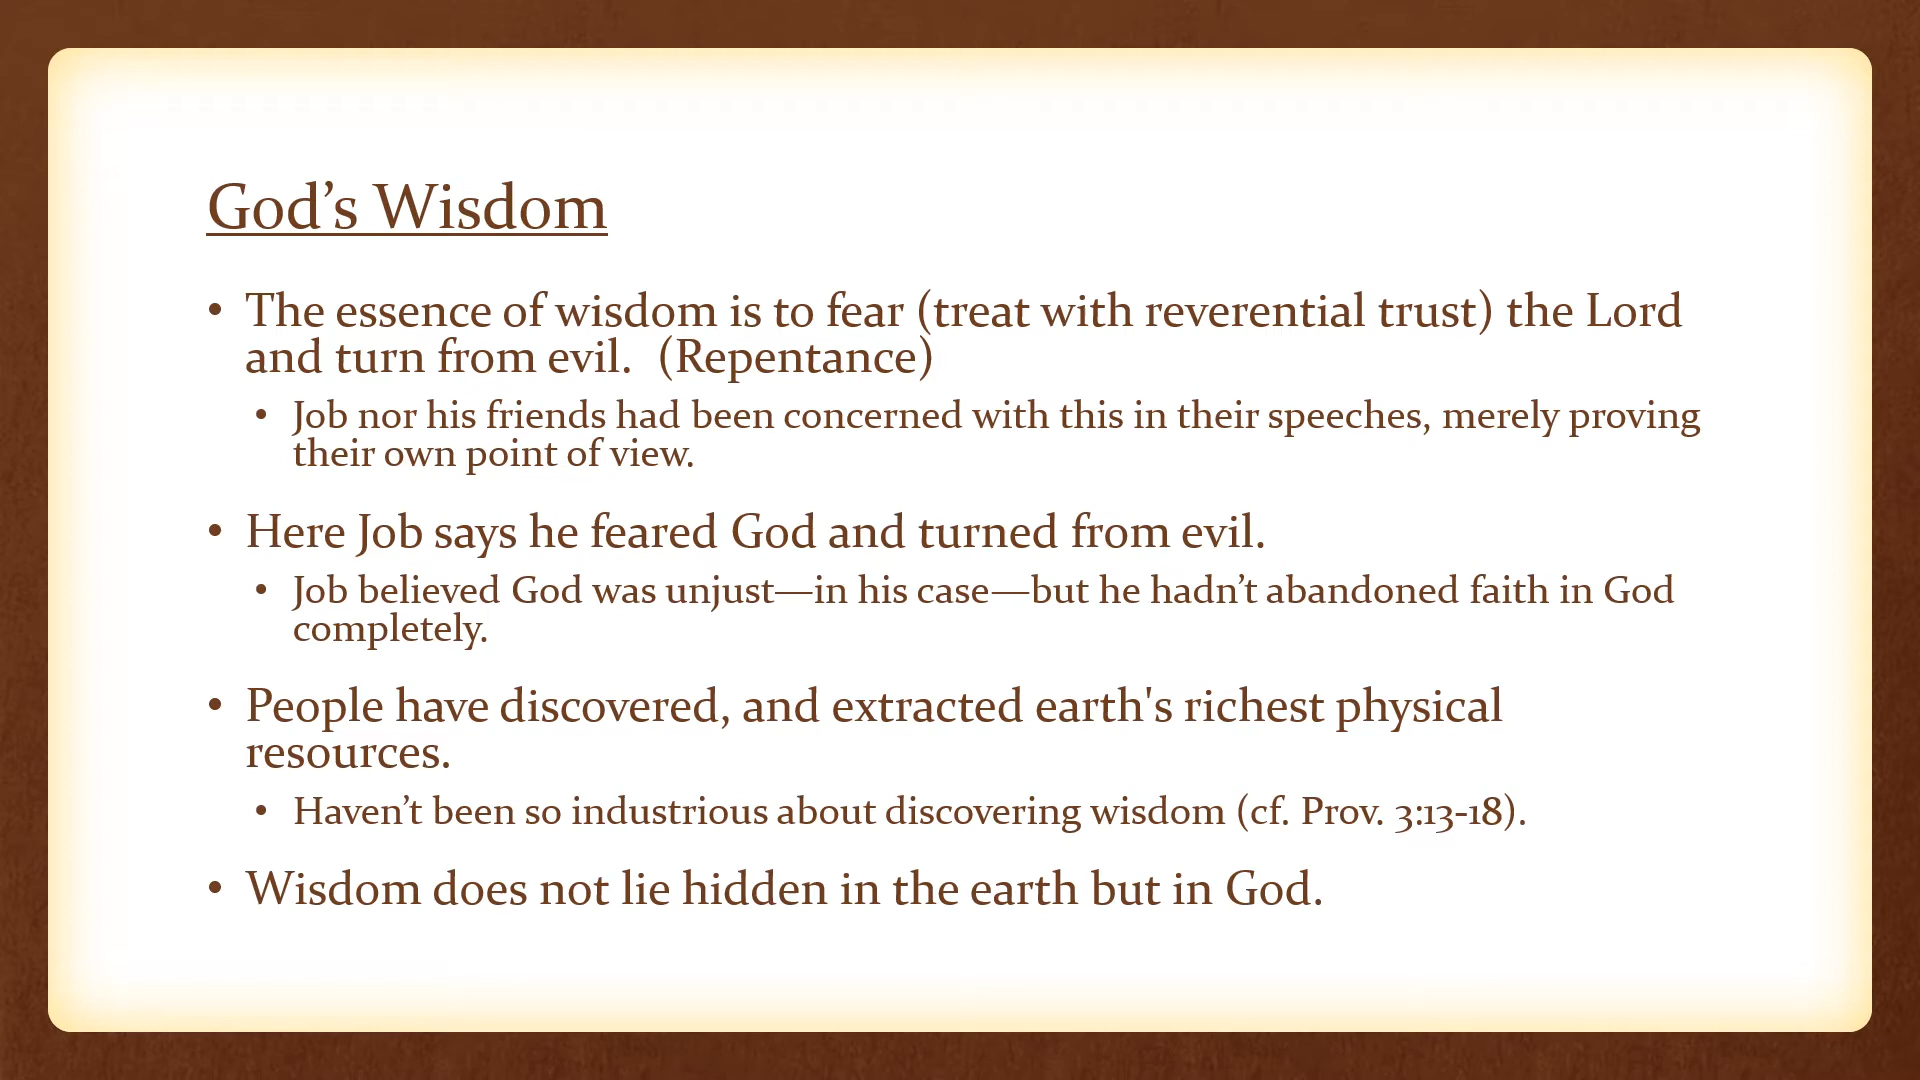 God’s Wisdom
• The essence of wisdom is to fear (treat with reverential trust) the Lord
and turn from evil.  (Repentance)
• Job nor his friends had been concerned with this in their speeches, merely proving
their own point of view.
• Here Job says he feared God and turned from evil.
• Job believed God was unjust—in his case—but he hadn’t abandoned faith in God
completely.
• People have discovered, and extracted earth's richest physical
resources.
• Haven’t been so industrious about discovering wisdom (cf. Prov. 3:13-18).
• Wisdom does not lie hidden in the earth but in God.